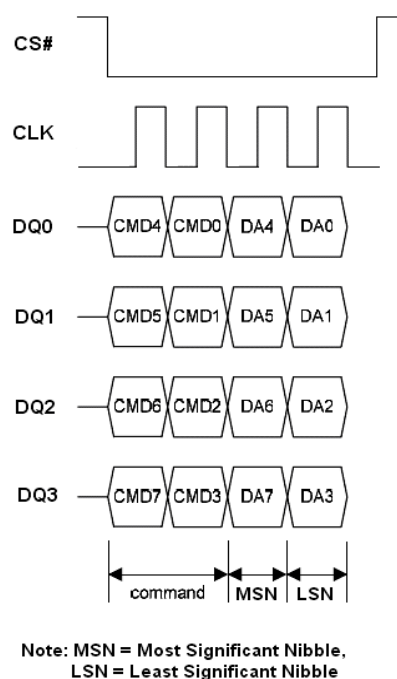 CS#
CLK
DQ0 CMD4 CMD0 DA4 DA0
DQ1 CMD5 CMD1 DA5 DA1
DQ2 CMD6 CMD2 DA6 DA2
DQ3 CMD7 CMD3 DA7 DA3
command MSN LSN
Note: MSN = Most Significant Nibble,
LSN = Least Significant Nibble